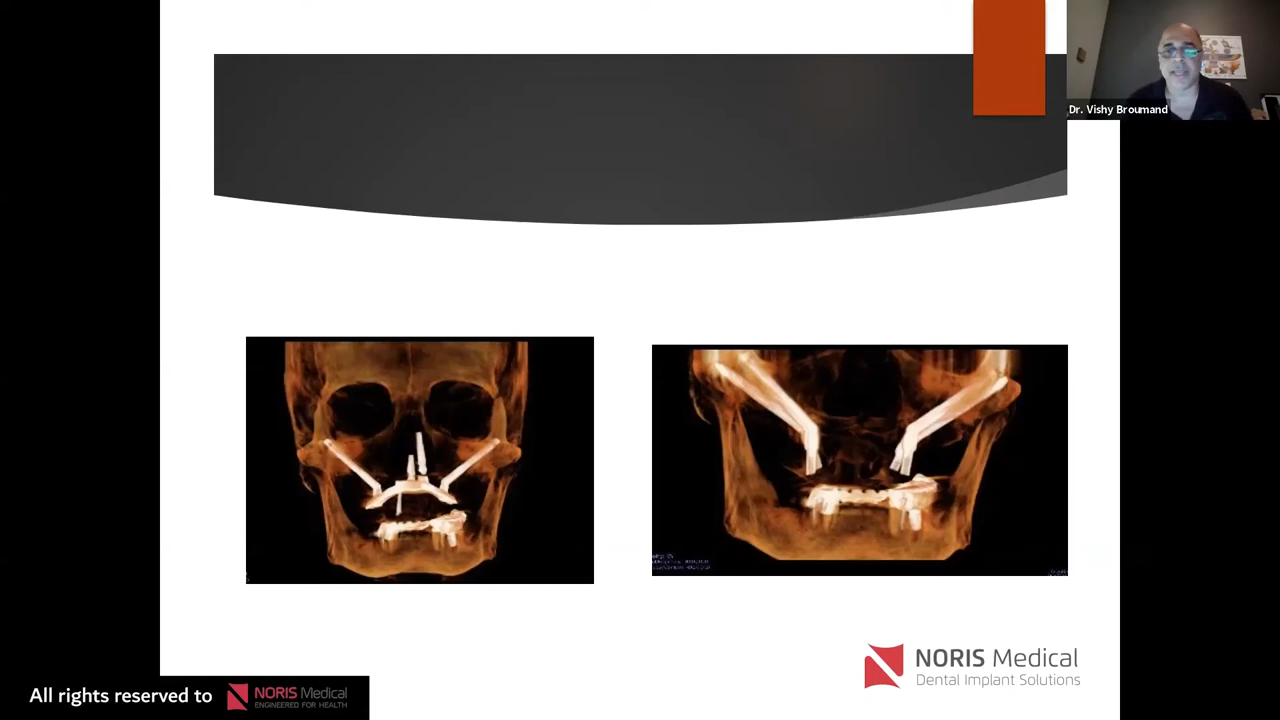 Dr. Vishy Broumand
NORIS Medical
Dental Implant Solutions
All rights reserved to
NORIS Medical
ENGINEERED FOR HEALTH